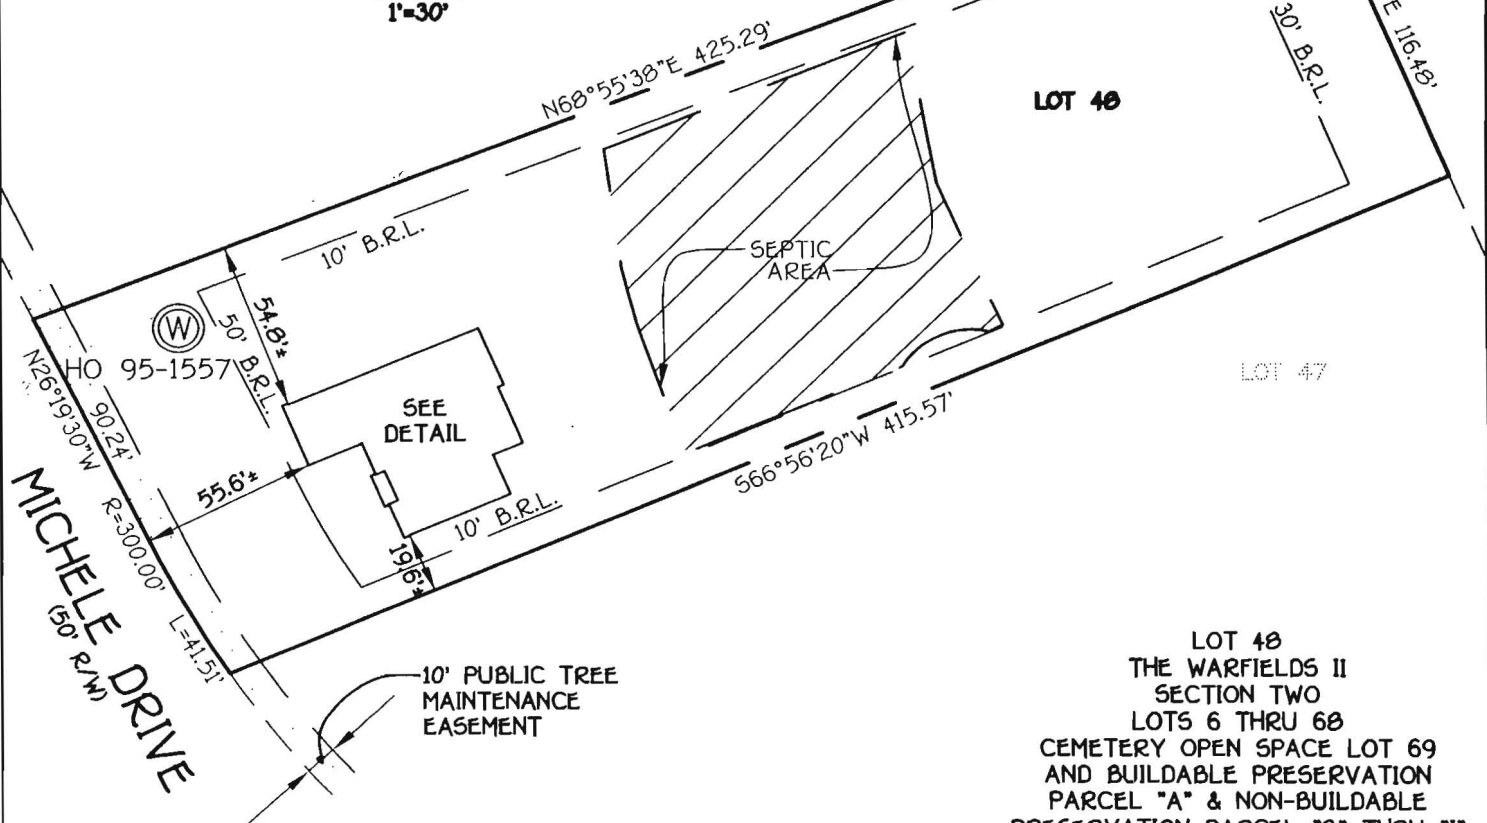 1'=30'
N68°55'38"E 425.29'
30' B.R.L.
E 116.48'
LOT 48
10' B.R.L.
SEPTIC
AREA
54.8'±
W
HO 95-1557
50' B.R.L.
SEE
DETAIL
LOT 47
N26°19'30"W 90.24'
55.6'±
S66°56'20"W 415.57'
10' B.R.L.
19.6'±
R=300.00' L=41.51'
MICHELE DRIVE
(50' R/W)
10' PUBLIC TREE
MAINTENANCE
EASEMENT
LOT 48
THE WARFIELDS II
SECTION TWO
LOTS 6 THRU 68
CEMETERY OPEN SPACE LOT 69
AND BUILDABLE PRESERVATION
PARCEL "A" & NON-BUILDABLE
PRESERVATION PARCEL